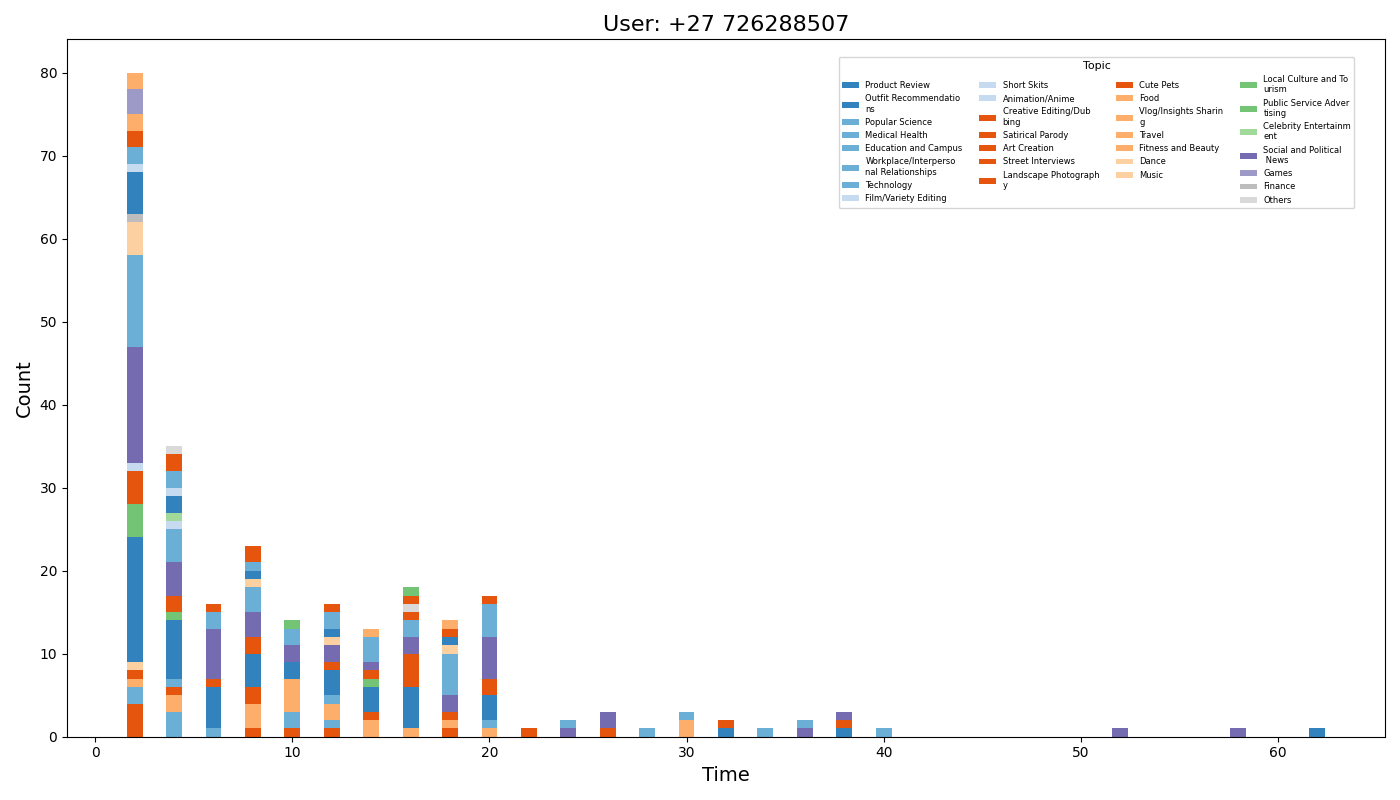 User: +27 726288507
Count
80
70
60
50
40
30
20
10
0
Topic
Product Review
Outfit Recommendatio
ns
Popular Science
Medical Health
Education and Campus
Workplace/Interperso
nal Relationships
Technology
Film/Variety Editing
Short Skits
Animation/Anime
Creative Editing/Dub
bing
Satirical Parody
Art Creation
Street Interviews
Landscape Photograph
y
Cute Pets
Food
Vlog/Insights Sharin
g
Travel
Fitness and Beauty
Dance
Music
Local Culture and To
urism
Public Service Adver
tising
Celebrity Entertainm
ent
Social and Political
News
Games
Finance
Others
0 10 20 30 40 50 60
Time